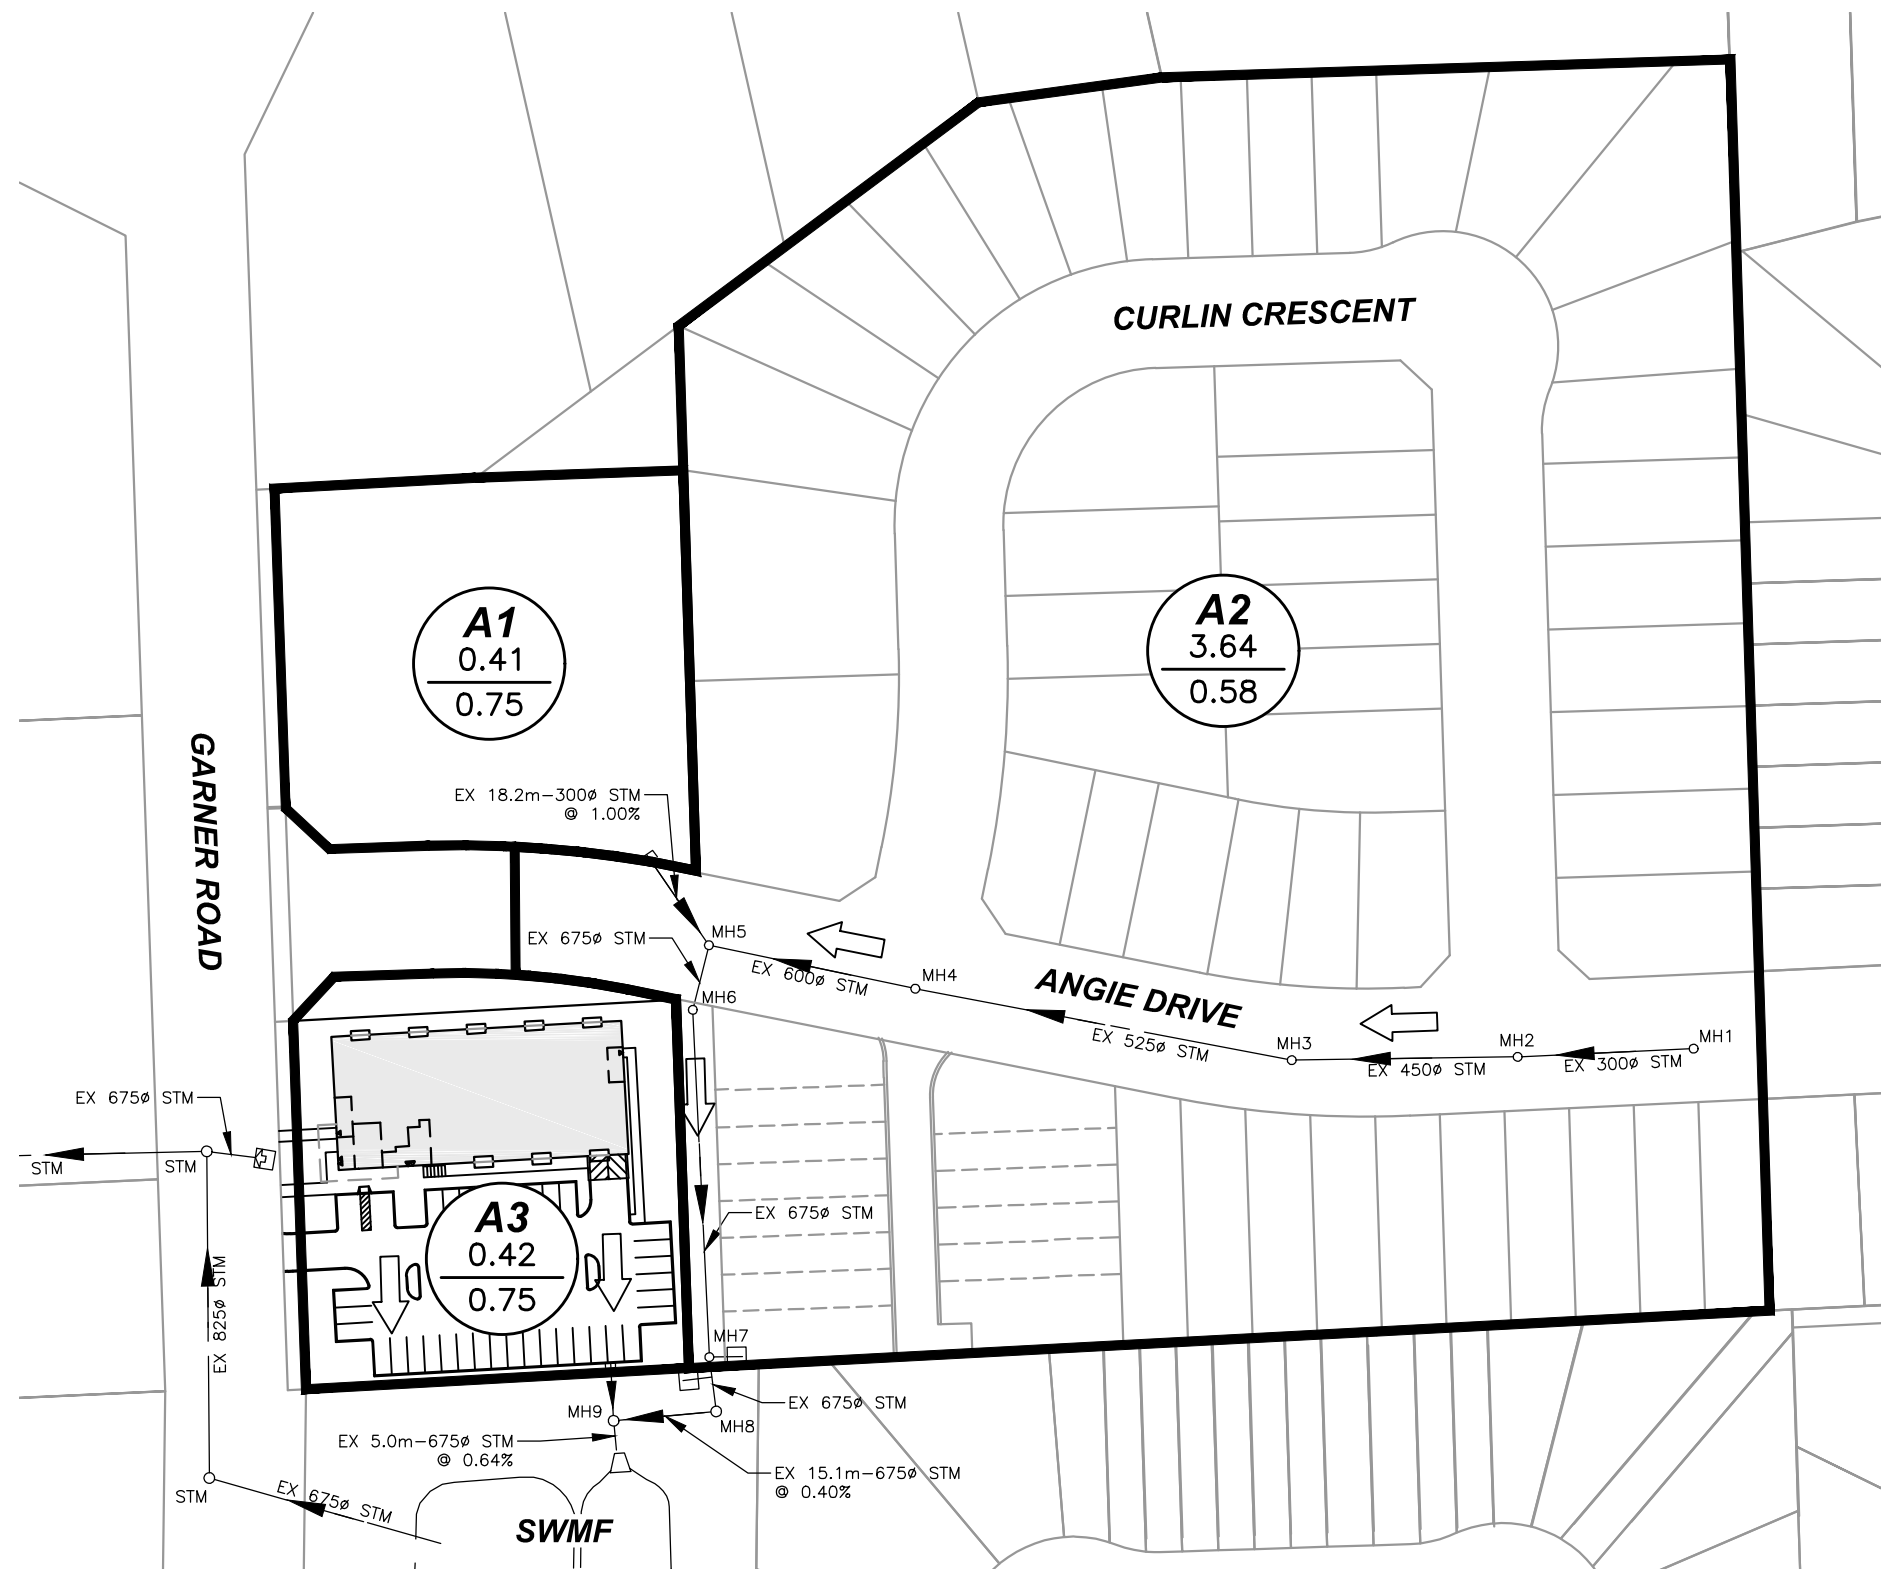 CURLIN CRESCENT
A1
0.41
0.75
A2
3.64
0.58
GARNER ROAD
EX 18.2m-300ø STM
@ 1.00%
EX 675ø STM
MH5
EX 600ø STM
MH4
MH6
ANGIE DRIVE
EX 525ø STM
MH3
EX 450ø STM
MH2
EX 300ø STM
MH1
EX 675ø STM
STM
STM
EX 825ø STM
A3
0.42
0.75
EX 675ø STM
MH7
EX 675ø STM
MH9
MH8
EX 5.0m-675ø STM
@ 0.64%
EX 15.1m-675ø STM
@ 0.40%
STM
EX 675ø STM
SWMF